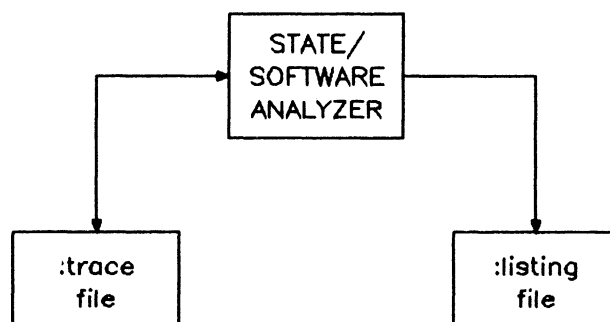 STATE/
SOFTWARE
ANALYZER
:trace
file
:listing
file